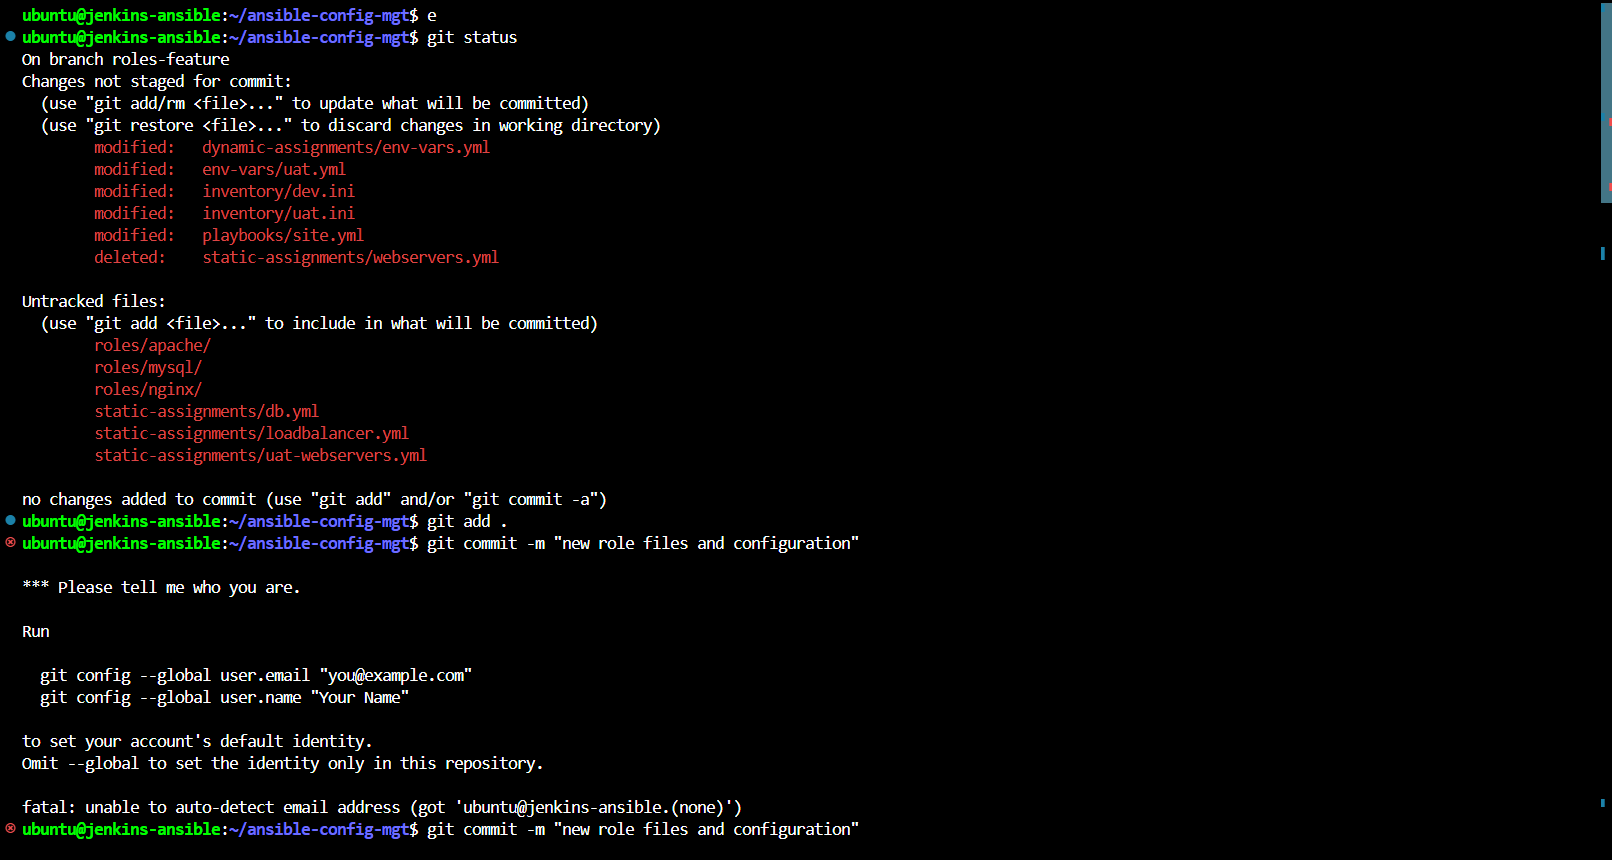 ubuntu@jenkins-ansible:~/ansible-config-mgt$ e
ubuntu@jenkins-ansible:~/ansible-config-mgt$ git status
On branch roles-feature
Changes not staged for commit:
  (use "git add/rm <file>..." to update what will be committed)
  (use "git restore <file>..." to discard changes in working directory)
        modified:   dynamic-assignments/env-vars.yml
        modified:   env-vars/uat.yml
        modified:   inventory/dev.ini
        modified:   inventory/uat.ini
        modified:   playbooks/site.yml
        deleted:    static-assignments/webservers.yml

Untracked files:
  (use "git add <file>..." to include in what will be committed)
        roles/apache/
        roles/mysql/
        roles/nginx/
        static-assignments/db.yml
        static-assignments/loadbalancer.yml
        static-assignments/uat-webservers.yml

no changes added to commit (use "git add" and/or "git commit -a")
ubuntu@jenkins-ansible:~/ansible-config-mgt$ git add .
ubuntu@jenkins-ansible:~/ansible-config-mgt$ git commit -m "new role files and configuration"

*** Please tell me who you are.

Run

  git config --global user.email "you@example.com"
  git config --global user.name "Your Name"

to set your account's default identity.
Omit --global to set the identity only in this repository.

fatal: unable to auto-detect email address (got 'ubuntu@jenkins-ansible.(none)')
ubuntu@jenkins-ansible:~/ansible-config-mgt$ git commit -m "new role files and configuration"